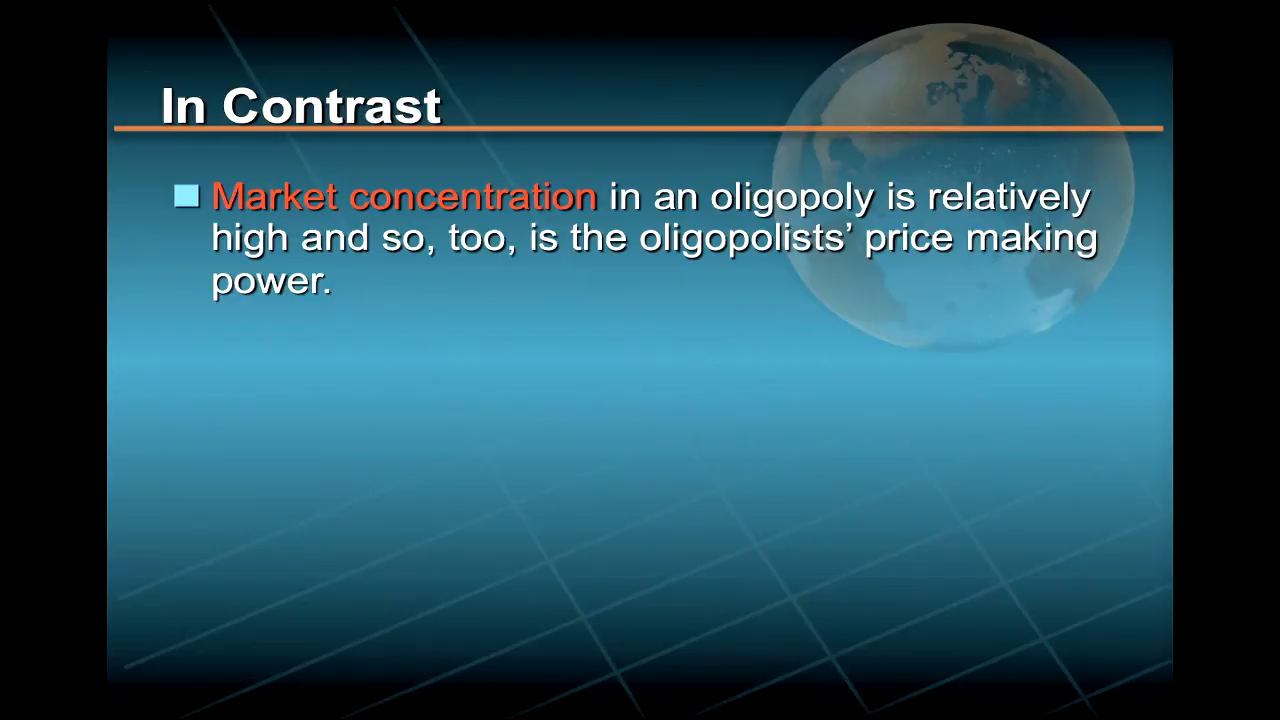 In Contrast
Market concentration in an oligopoly is relatively
high and so, too, is the oligopolists’ price making
power.